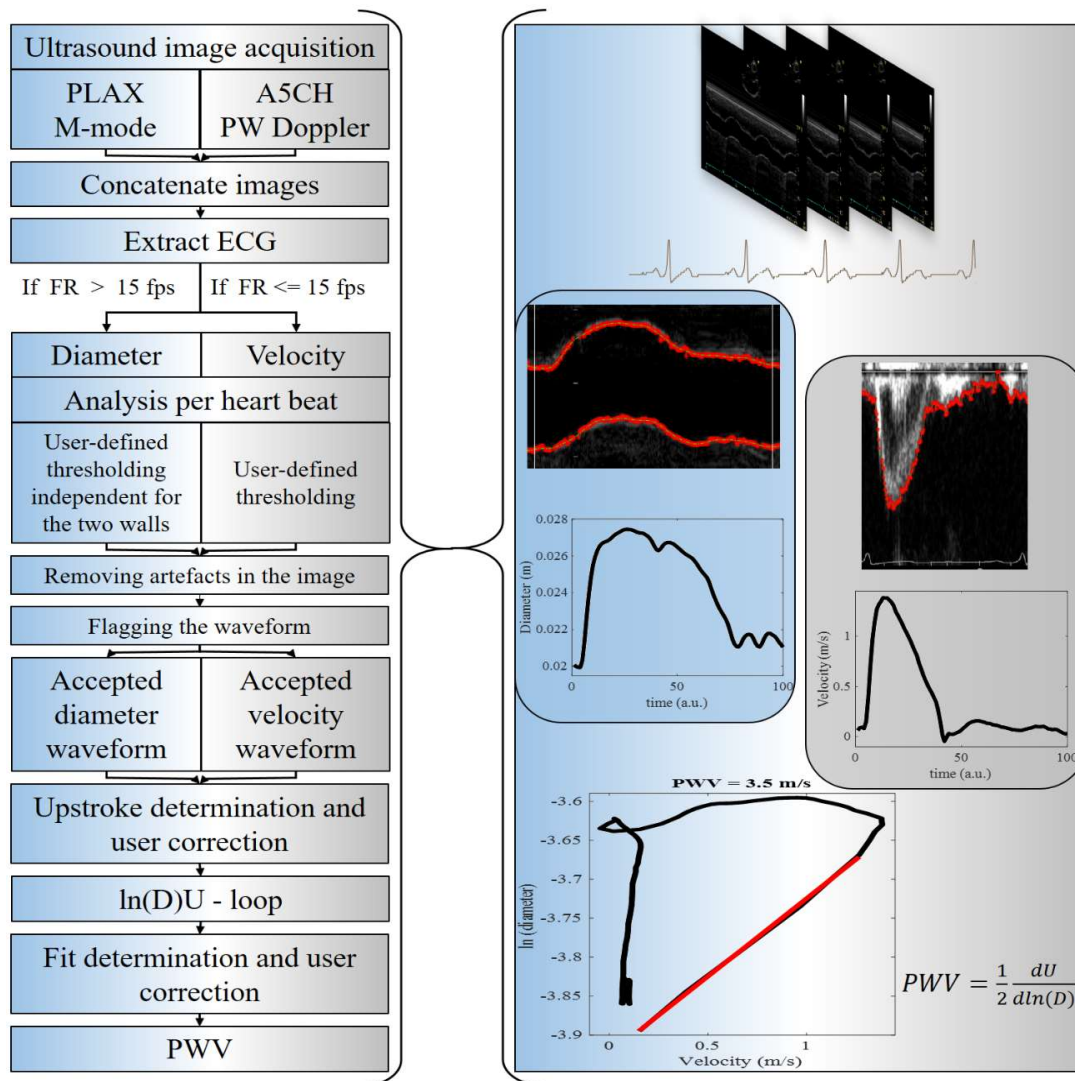 Ultrasound image acquisition
PLAX
M-mode
A5CH
PW Doppler
Concatenate images
Extract ECG
If FR > 15 fps
If FR <= 15 fps
Diameter
Velocity
Analysis per heart beat
User-defined
thresholding
independent for
the two walls
User-defined
thresholding
Removing artefacts in the image
Flagging the waveform
Accepted
diameter
waveform
Accepted
velocity
waveform
Upstroke determination and
user correction
ln(D)U - loop
Fit determination and user
correction
PWV
Diameter (m)
0.028
0.026
0.024
0.022
0.02
0
50
100
time (a.u.)
Velocity (m/s)
1
0.5
0
0
50
100
time (a.u.)
PWV = 3.5 m/s
ln (diameter)
-3.6
-3.65
-3.7
-3.75
-3.8
-3.85
-3.9
0
0.5
1
Velocity (m/s)
PWV = 1/2 dU/dln(D)